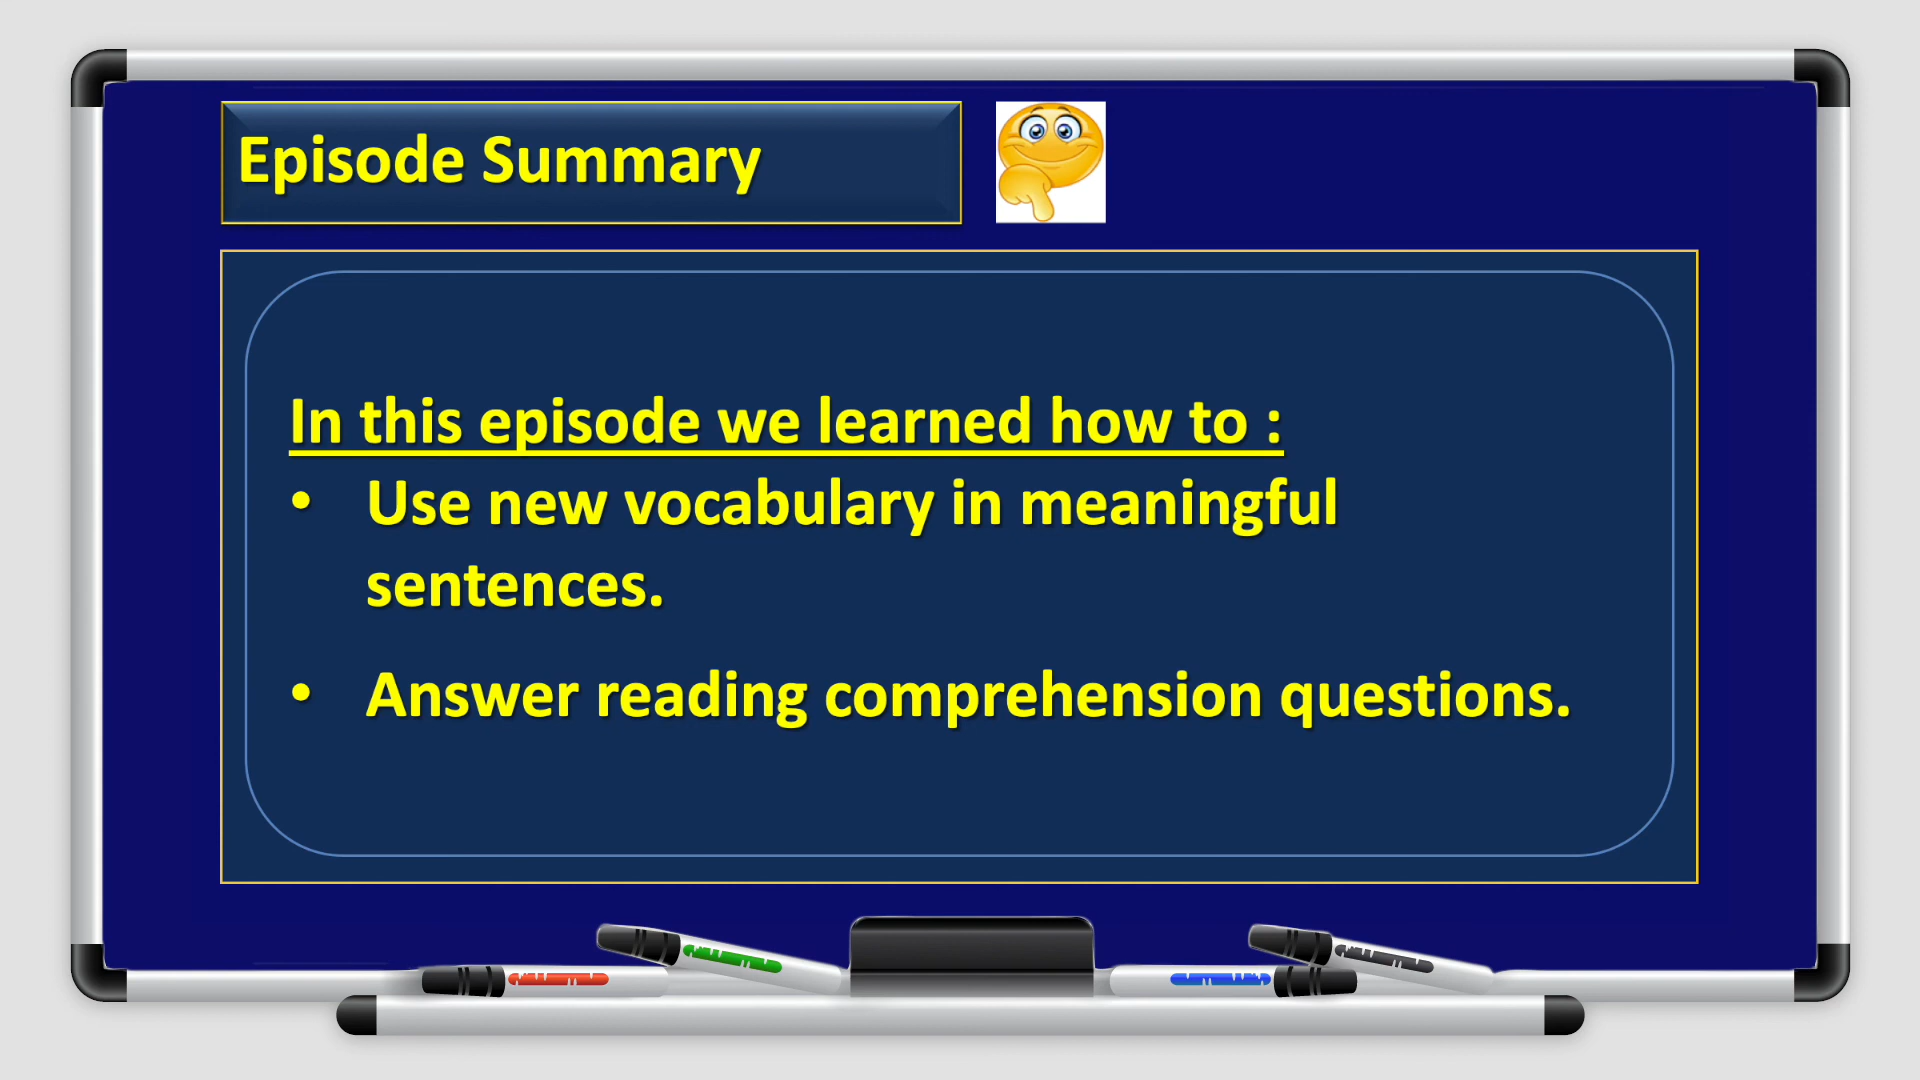 Episode Summary
In this episode we learned how to :
• Use new vocabulary in meaningful
sentences.
• Answer reading comprehension questions.